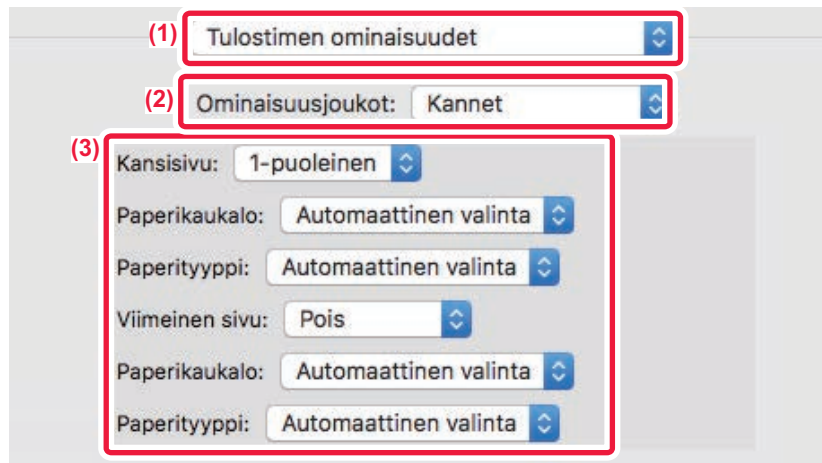 (1) Tulostimen ominaisuudet
(2) Ominaisuusjoukot: Kannet
(3)
Kansisivu: 1-puoleinen
Paperikaukalo: Automaattinen valinta
Paperityyppi: Automaattinen valinta
Viimeinen sivu: Pois
Paperikaukalo: Automaattinen valinta
Paperityyppi: Automaattinen valinta